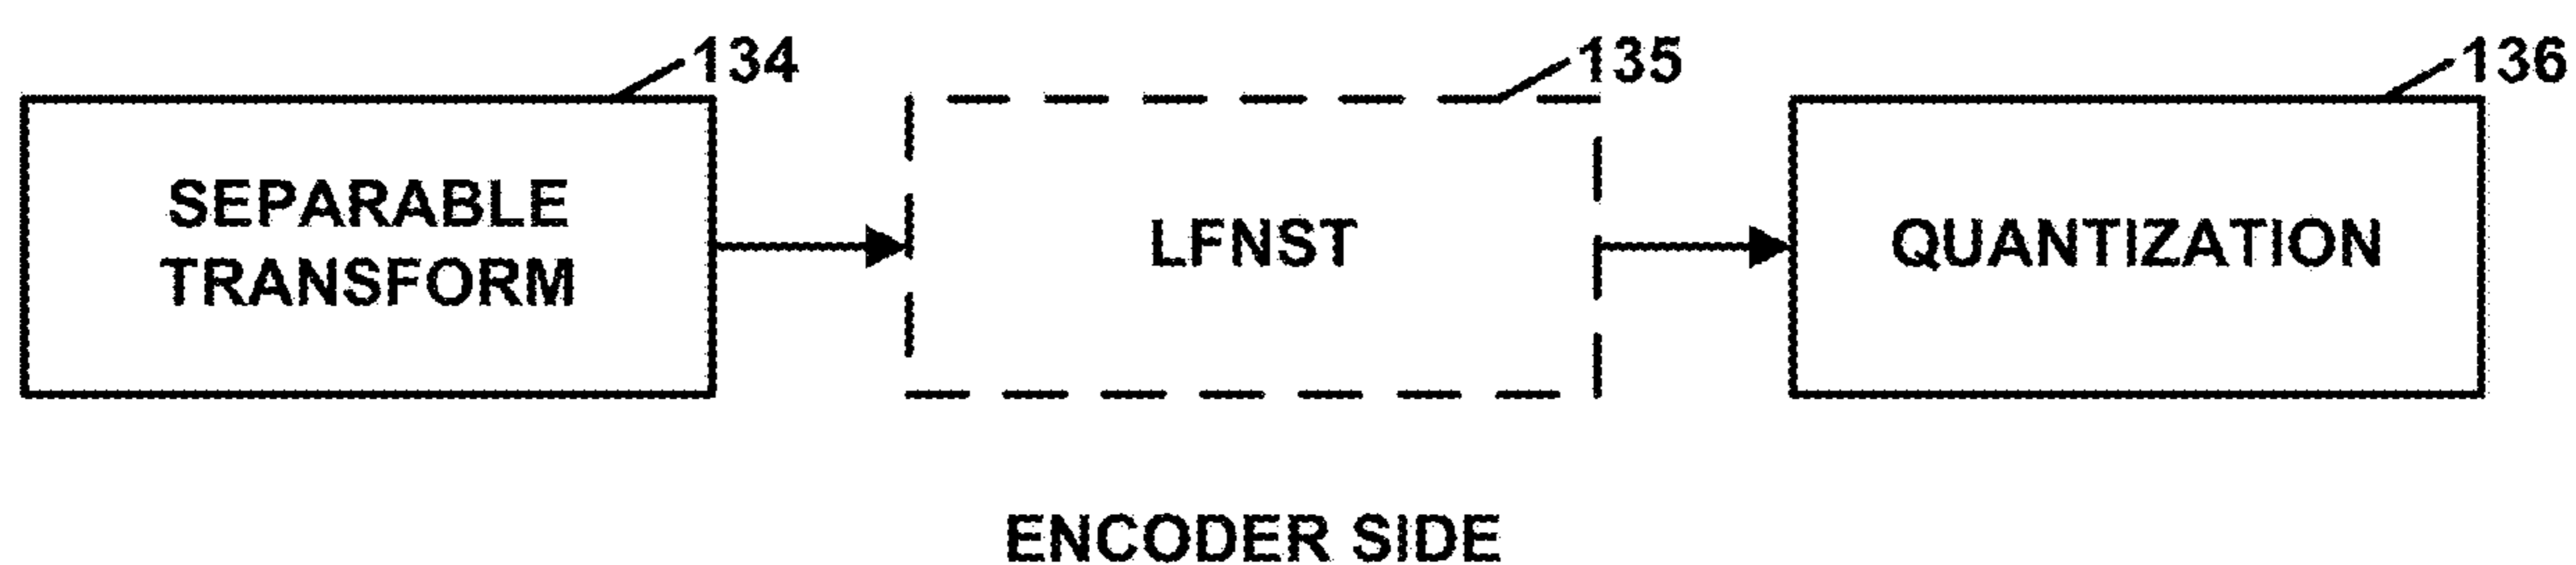 134
135
136
SEPARABLE
TRANSFORM
LFNST
QUANTIZATION
ENCODER SIDE